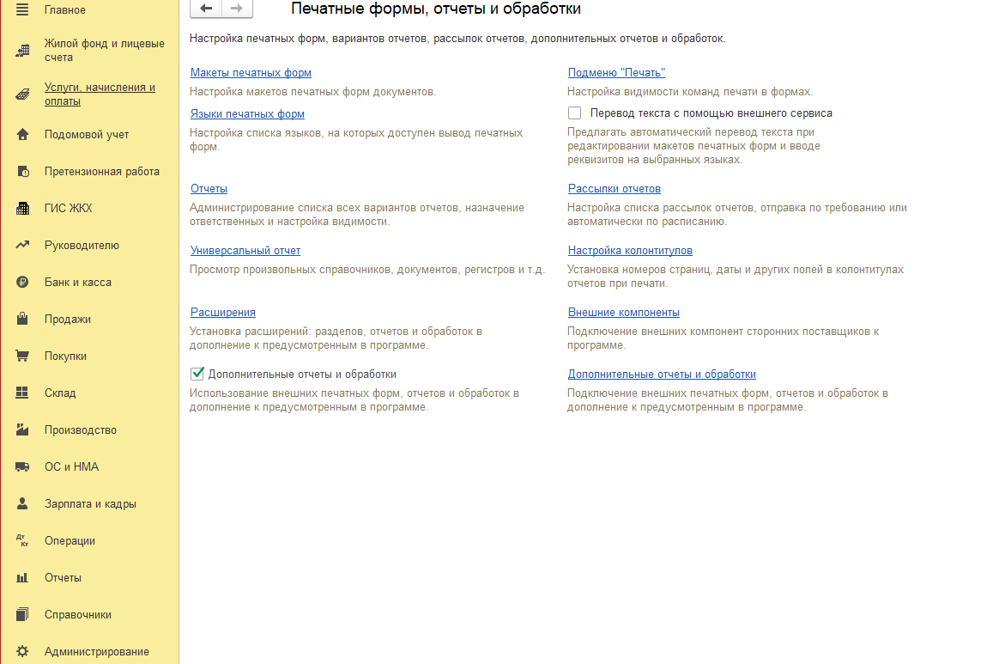 Главное
Жилой фонд и лицевые
счета
Услуги, начисления и
оплаты
Подомовой учет
Претензионная работа
ГИС ЖКХ
Руководителю
Банк и касса
Продажи
Покупки
Склад
Производство
ОС и НМА
Зарплата и кадры
Дт
Кт
Операции
Отчеты
Справочники
Администрирование
Печатные формы, отчеты и обработки
Настройка печатных форм, вариантов отчетов, рассылок отчетов, дополнительных отчетов и обработок.
Макеты печатных форм
Настройка макетов печатных форм документов.
Языки печатных форм
Настройка списка языков, на которых доступен вывод печатных
форм.
Отчеты
Администрирование списка всех вариантов отчетов, назначение
ответственных и настройка видимости.
Универсальный отчет
Просмотр произвольных справочников, документов, регистров и т.д.
Расширения
Установка расширений: разделов, отчетов и обработок в
дополнение к предусмотренным в программе.
Дополнительные отчеты и обработки
Использование внешних печатных форм, отчетов и обработок в
дополнение к предусмотренным в программе.
Подменю "Печать"
Настройка видимости команд печати в формах.
Перевод текста с помощью внешнего сервиса
Предлагать автоматический перевод текста при
редактировании макетов печатных форм и вводе
реквизитов на выбранных языках.
Рассылки отчетов
Настройка списка рассылок отчетов, отправка по требованию или
автоматически по расписанию.
Настройка колонтитулов
Установка номеров страниц, даты и других полей в колонтитулах
отчетов при печати.
Внешние компоненты
Подключение внешних компонент сторонних поставщиков к
программе.
Дополнительные отчеты и обработки
Подключение внешних печатных форм, отчетов и обработок в
дополнение к предусмотренным в программе.